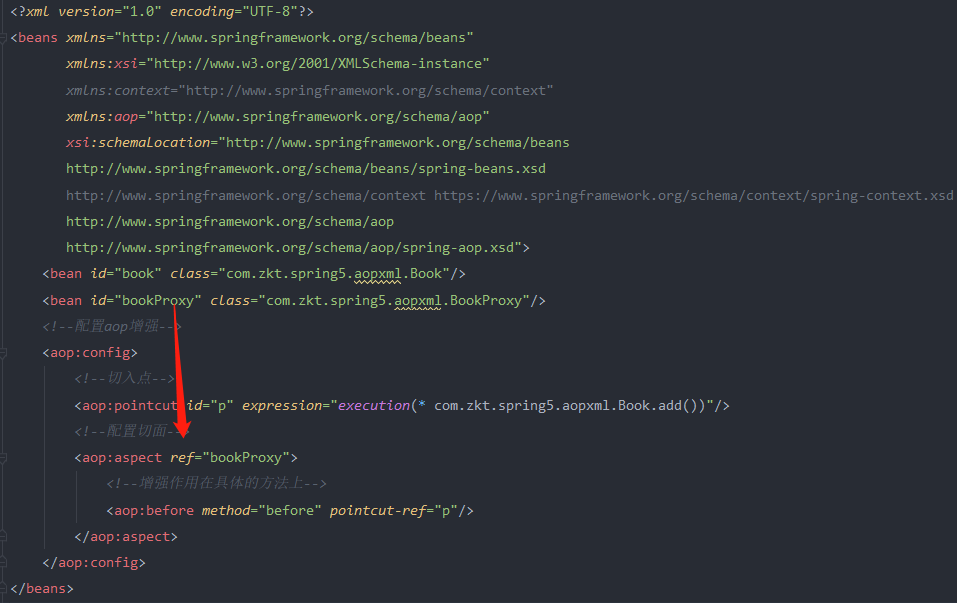 <?xml version="1.0" encoding="UTF-8"?>
<beans xmlns="http://www.springframework.org/schema/beans"
xmlns:xsi="http://www.w3.org/2001/XMLSchema-instance"
xmlns:context="http://www.springframework.org/schema/context"
xmlns:aop="http://www.springframework.org/schema/aop"
xsi:schemaLocation="http://www.springframework.org/schema/beans
http://www.springframework.org/schema/beans/spring-beans.xsd
http://www.springframework.org/schema/context https://www.springframework.org/schema/context/spring-context.xsd
http://www.springframework.org/schema/aop
http://www.springframework.org/schema/aop/spring-aop.xsd">
<bean id="book" class="com.zkt.spring5.aopxml.Book"/>
<bean id="bookProxy" class="com.zkt.spring5.aopxml.BookProxy"/>
<!--配置aop增强-->
<aop:config>
<!--切入点-->
<aop:pointcut id="p" expression="execution(* com.zkt.spring5.aopxml.Book.add())"/>
<!--配置切面-->
<aop:aspect ref="bookProxy">
<!--增强作用在具体的方法上-->
<aop:before method="before" pointcut-ref="p"/>
</aop:aspect>
</aop:config>
</beans>